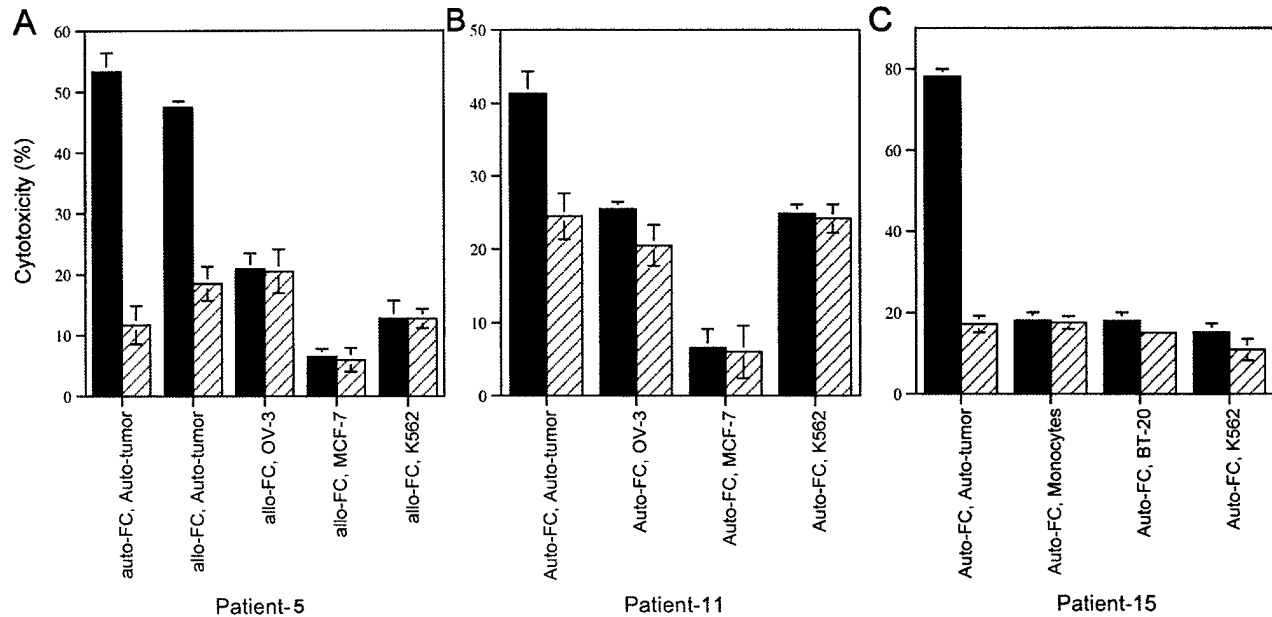 A
Cytotoxicity (%)
60
50
40
30
20
10
0
auto-FC, Auto-tumor
allo-FC, Auto-tumor
allo-FC, OV-3
allo-FC, MCF-7
allo-FC, K562
Patient-5
B
50
40
30
20
10
0
Auto-FC, Auto-tumor
Auto-FC, OV-3
Auto-FC, MCF-7
Auto-FC, K562
Patient-11
C
80
60
40
20
0
Auto-FC, Auto-tumor
Auto-FC, Monocytes
Auto-FC, BT-20
Auto-FC, K562
Patient-15